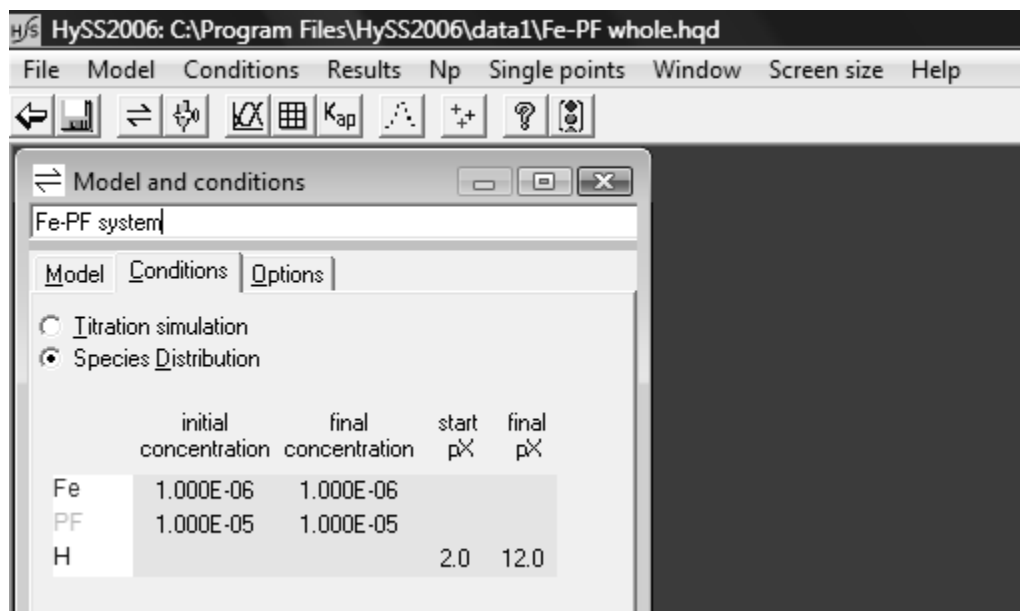 HySS HySS2006: C:\Program Files\HySS2006\data1\Fe-PF whole.hqd
File Model Conditions Results Np Single points Window Screen size Help
Kap
Model and conditions
Fe-PF system
Model Conditions Options
Titration simulation
Species Distribution
initial concentration final concentration start pX final pX
Fe 1.000E-06 1.000E-06
PF 1.000E-05 1.000E-05
H 2.0 12.0